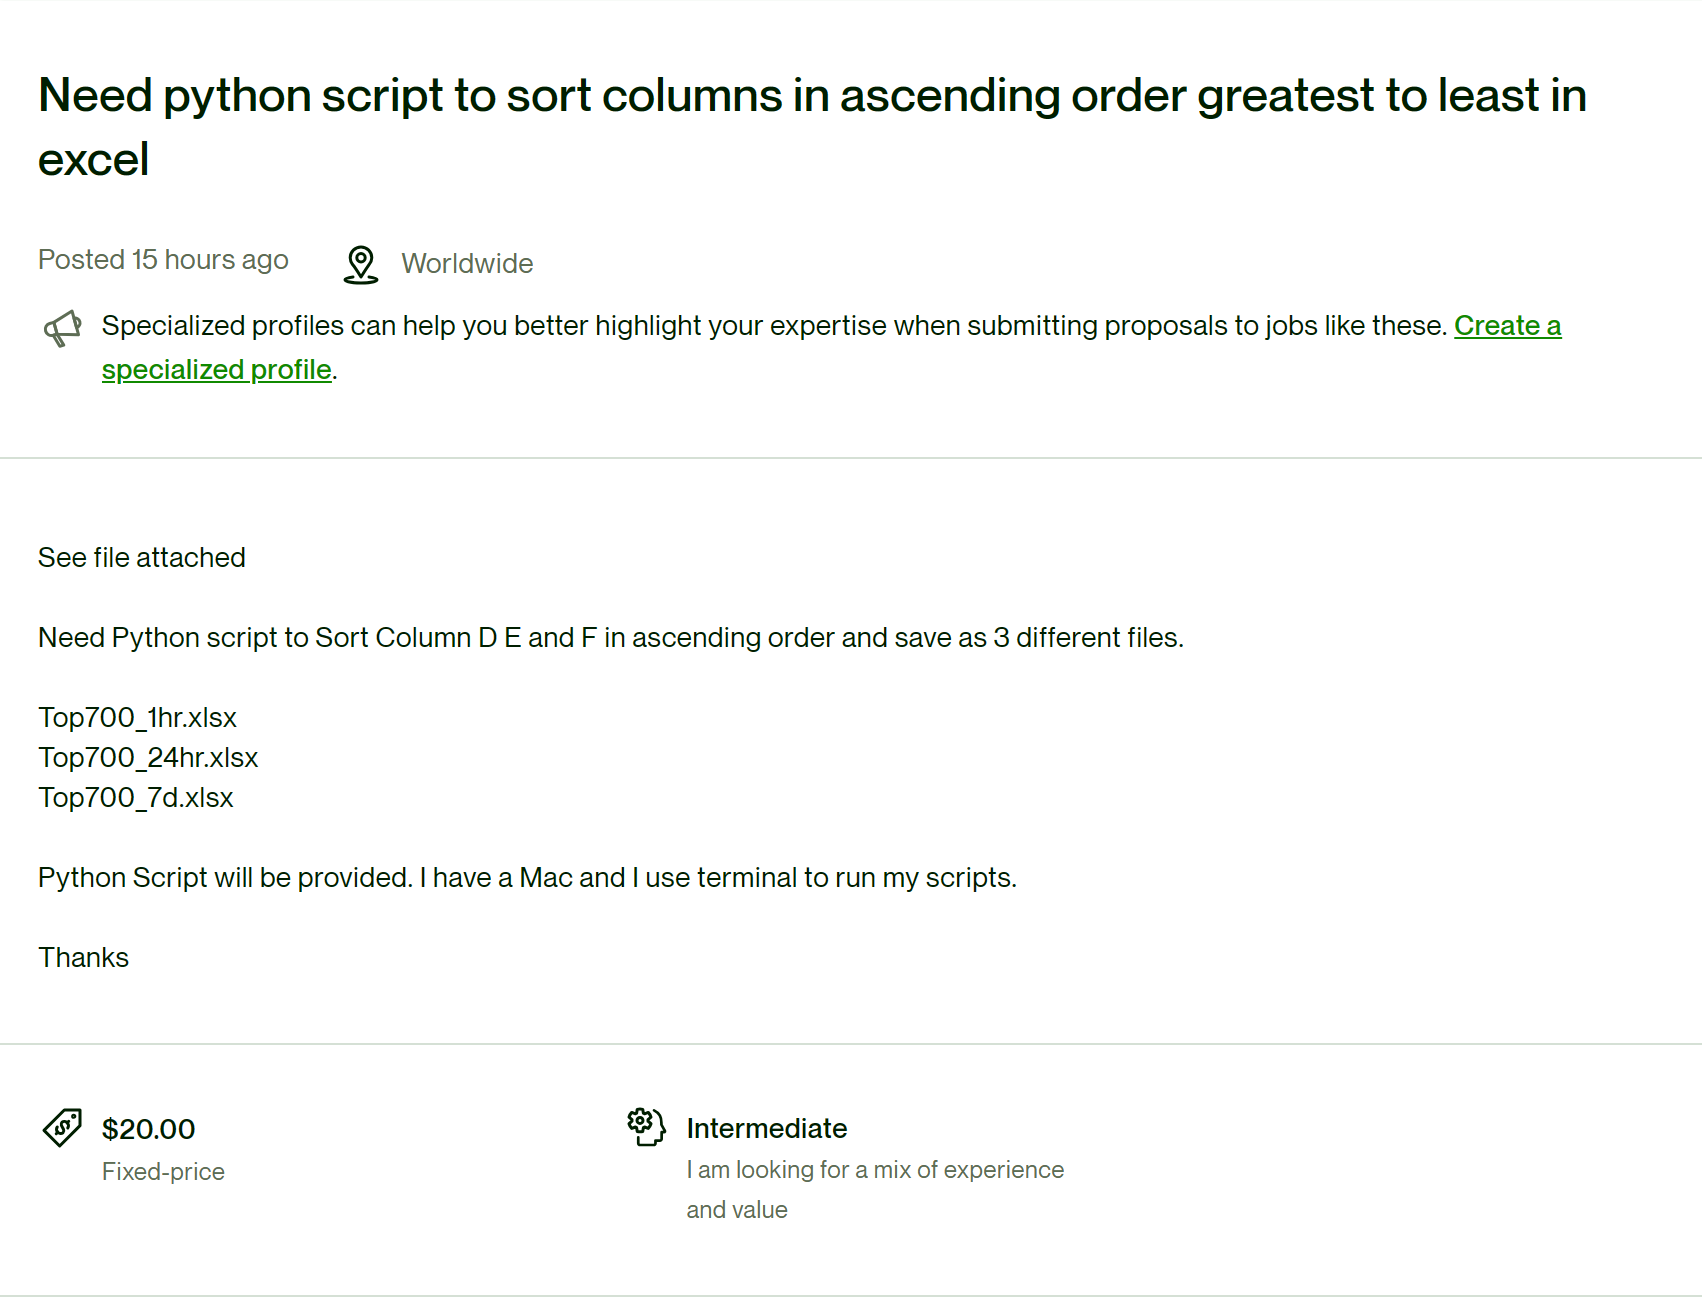 Need python script to sort columns in ascending order greatest to least in
excel
Posted 15 hours ago
Worldwide
Specialized profiles can help you better highlight your expertise when submitting proposals to jobs like these. Create a
specialized profile.
See file attached
Need Python script to Sort Column D E and F in ascending order and save as 3 different files.
Top700_1hr.xlsx
Top700_24hr.xlsx
Top700_7d.xlsx
Python Script will be provided. I have a Mac and I use terminal to run my scripts.
Thanks
$20.00
Fixed-price
Intermediate
I am looking for a mix of experience
and value